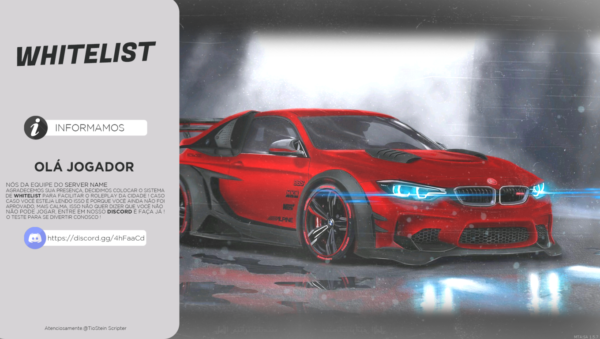 WHITELIST
INFORMAMOS
OLÁ JOGADOR
NÓS DA EQUIPE DO SERVER NAME
AGRADECEMOS SUA PRESENÇA, DECIDIMOS COLOCAR O SISTEMA
DE WHITELIST PARA FACILITAR O ROLEPLAY DA CIDADE ! CASO
CASO VOCÊ ESTEJA LENDO ISSO É PORQUE VOCÊ AINDA NÃO FOI
APROVADO, MAS CALMA, ISSO NÃO QUER DIZER QUE VOCÊ NÃO
NÃO PODE JOGAR, ENTRE EM NOSSO DISCORD E FAÇA JÁ !
O TESTE PARA SE DIVERTIR CONOSCO !
https://discord.gg/4hFaaCd
Atenciosamente @TioDalei Scripter